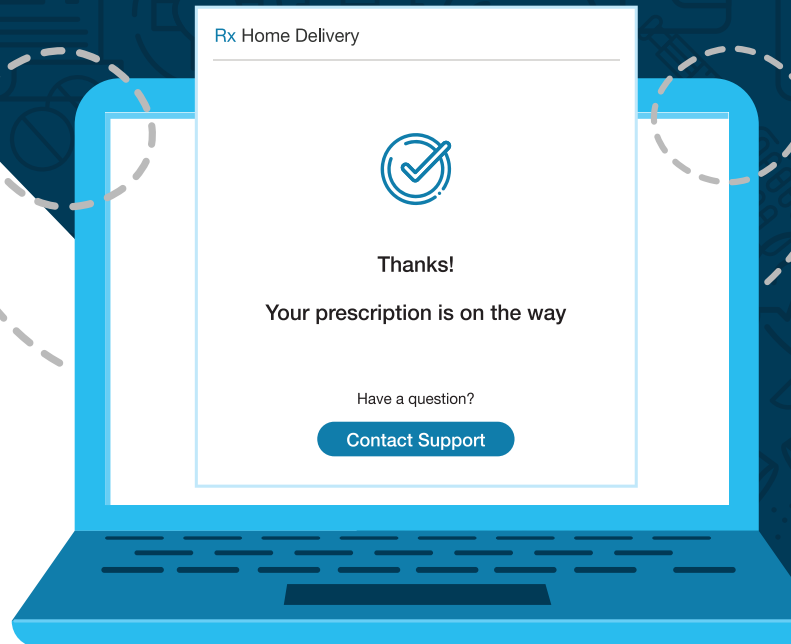 Rx Home Delivery
Thanks!
Your prescription is on the way
Have a question?
Contact Support